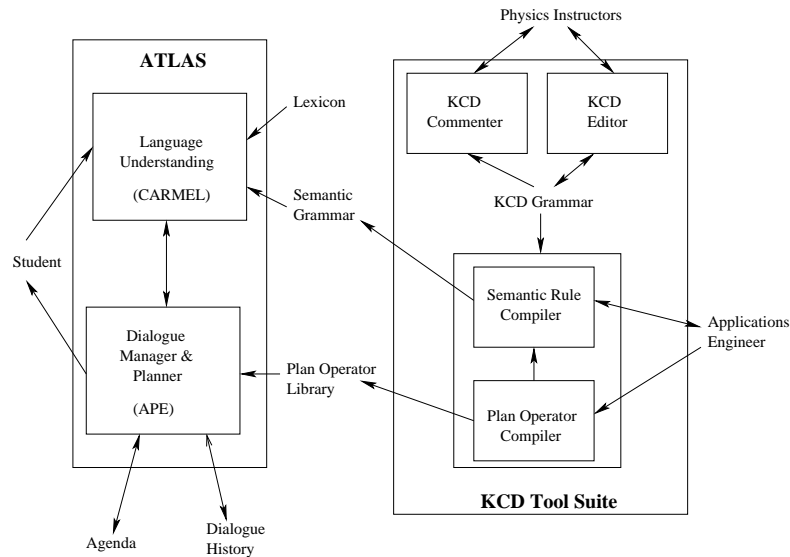 Physics Instructors
ATLAS
KCD
Commenter
KCD
Editor
Lexicon
Language
Understanding
(CARMEL)
Semantic
Grammar
KCD Grammar
Student
Semantic Rule
Compiler
Applications
Engineer
Dialogue
Manager &
Planner
(APE)
Plan Operator
Library
Plan Operator
Compiler
KCD Tool Suite
Agenda
Dialogue
History